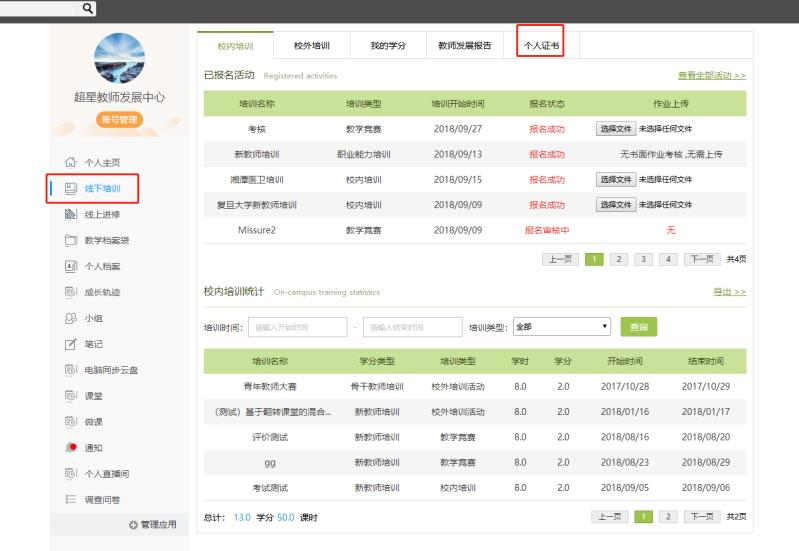 超星教师发展中心
账号管理
个人主页
线下培训
线上进修
教学档案袋
个人档案
成长轨迹
小组
笔记
电脑同步云盘
课堂
微课
通知
个人直播间
调查问卷
管理应用
校内培训 校外培训 我的学分 教师发展报告 个人证书
已报名活动 Registered activities 查看全部活动 >>
培训名称 培训类型 培训开始时间 报名状态 作业上传
考核 教学竞赛 2018/09/27 报名成功 选择文件 未选择任何文件
新教师培训 职业能力培训 2018/09/13 报名成功 无书面作业考核 ,无需上传
湘潭医卫培训 校内培训 2018/09/15 报名成功 选择文件 未选择任何文件
复旦大学新教师培训 校内培训 2018/09/09 报名成功 选择文件 未选择任何文件
Missure2 教学竞赛 2018/09/09 报名审核中 无
上一页 1 2 3 4 下一页 共4页
校内培训统计 On-campus training statistics 导出 >>
培训时间： 请输入开始时间 - 请输入结束时间 培训类型： 全部 查询
培训名称 学分类型 培训类型 学时 学分 开始时间 结束时间
青年教师大赛 骨干教师培训 校外培训活动 8.0 2.0 2017/10/28 2017/10/29
（测试）基于翻转课堂的混合... 新教师培训 校外培训活动 8.0 2.0 2018/01/16 2018/01/17
评价测试 新教师培训 教学竞赛 8.0 2.0 2018/08/16 2018/08/20
gg 新教师培训 教学竞赛 8.0 2.0 2018/08/23 2018/08/29
考试测试 新教师培训 校内培训 8.0 2.0 2018/09/05 2018/09/06
总计： 13.0 学分 50.0 课时
上一页 1 2 下一页 共2页